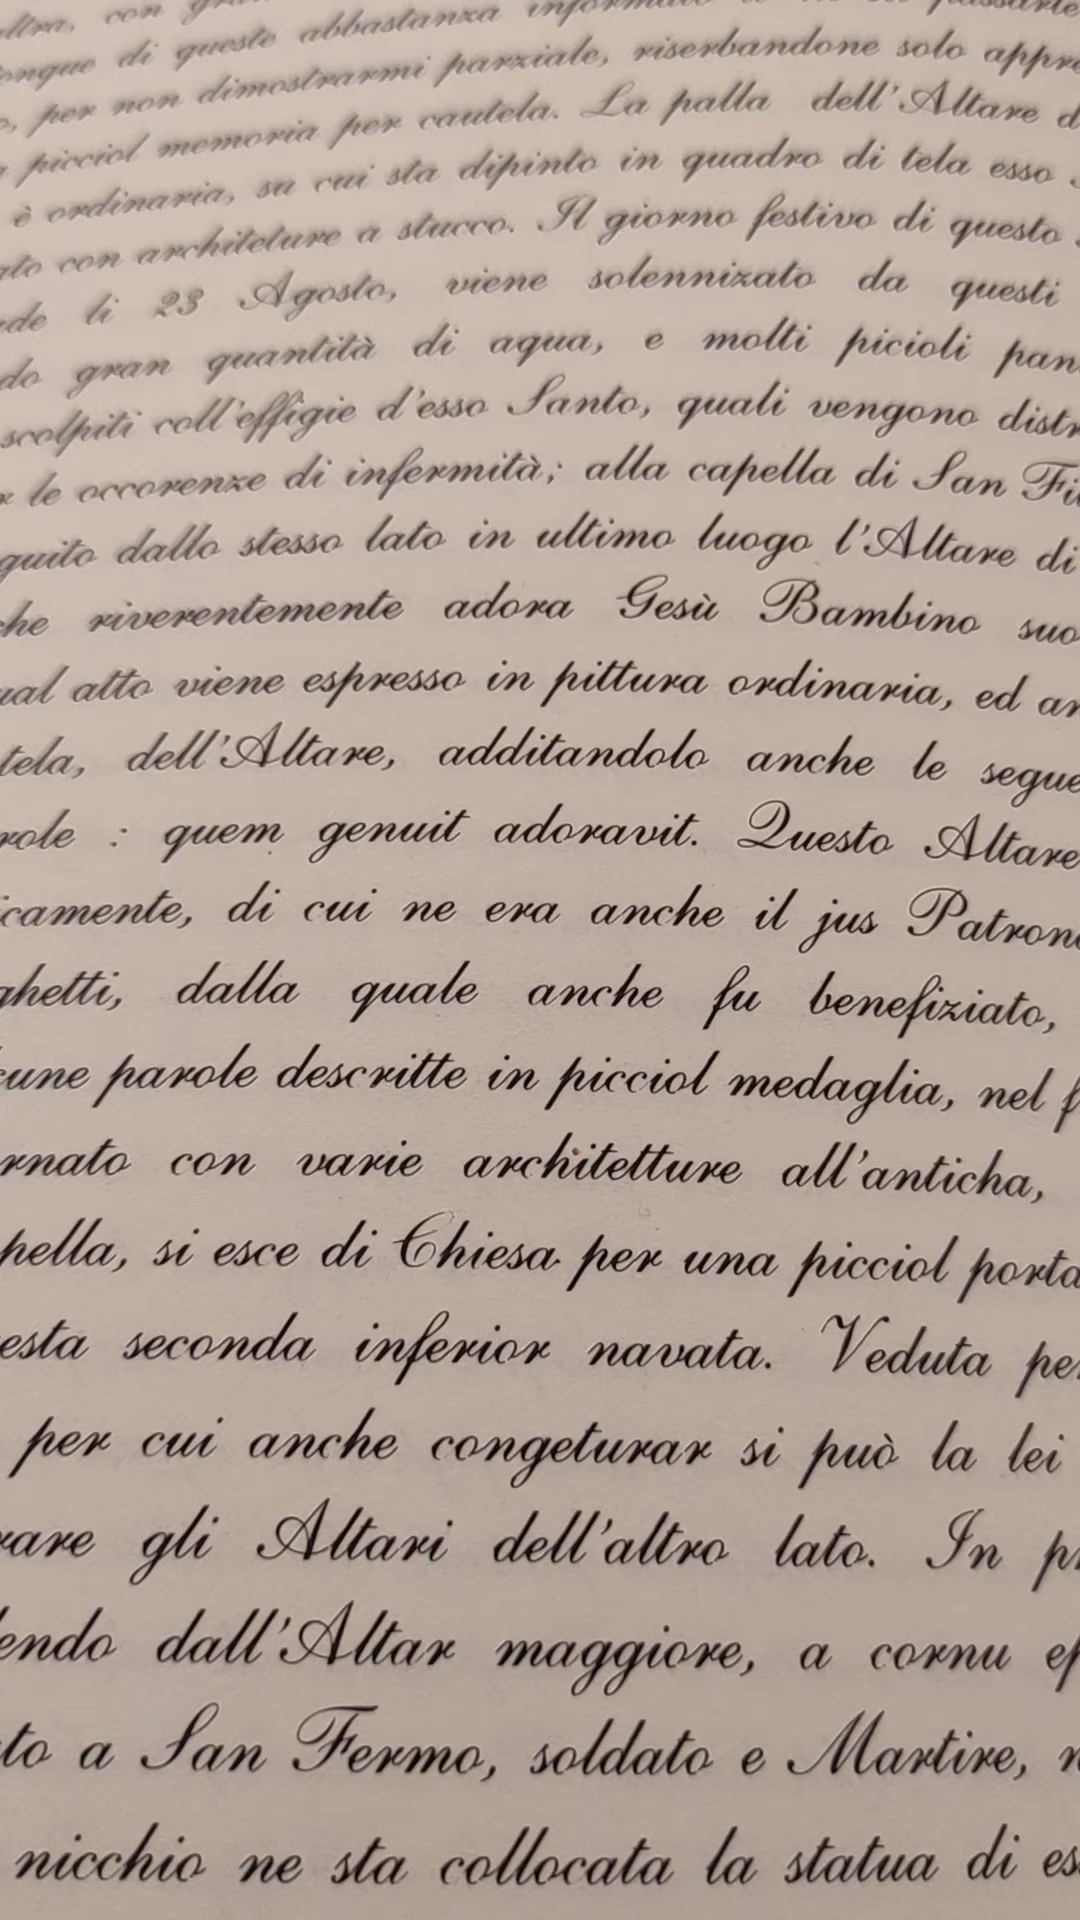 oltra, con
di queste abbastanza informato
per non dimostrarmi parziale, riserbandone solo appre
picciol memoria per cautela. La palla dell'Altare d
è ordinaria, su cui sta dipinto in quadro di tela esso
ato con architeture a stucco. Il giorno festivo di questo
de li 23 Agosto, viene solennizato da questi
do gran quantità di aqua, e molti picioli pan
scolpiti coll'effigie d'esso Santo, quali vengono distr
r le occorenze di infermità; alla capella di San Fi
guito dallo stesso lato in ultimo luogo l'Altare di
che riverentemente adora Gesù Bambino suo
ual atto viene espresso in pittura ordinaria, ed an
tela, dell'Altare, additandolo anche le segue
role : quem genuit adoravit. Questo Altare
icamente, di cui ne era anche il jus Patron
ghetti, dalla quale anche fu benefiziato,
cune parole descritte in picciol medaglia, nel f
rnato con varie architetture all'anticha,
pella, si esce di Chiesa per una picciol porta
esta seconda inferior navata. Veduta per
per cui anche congeturar si può la lei
rare gli Altari dell'altro lato. In pr
endo dall'Altar maggiore, a cornu
to a San Fermo, soldato e Martire, n
nicchio ne sta collocata la statua di es